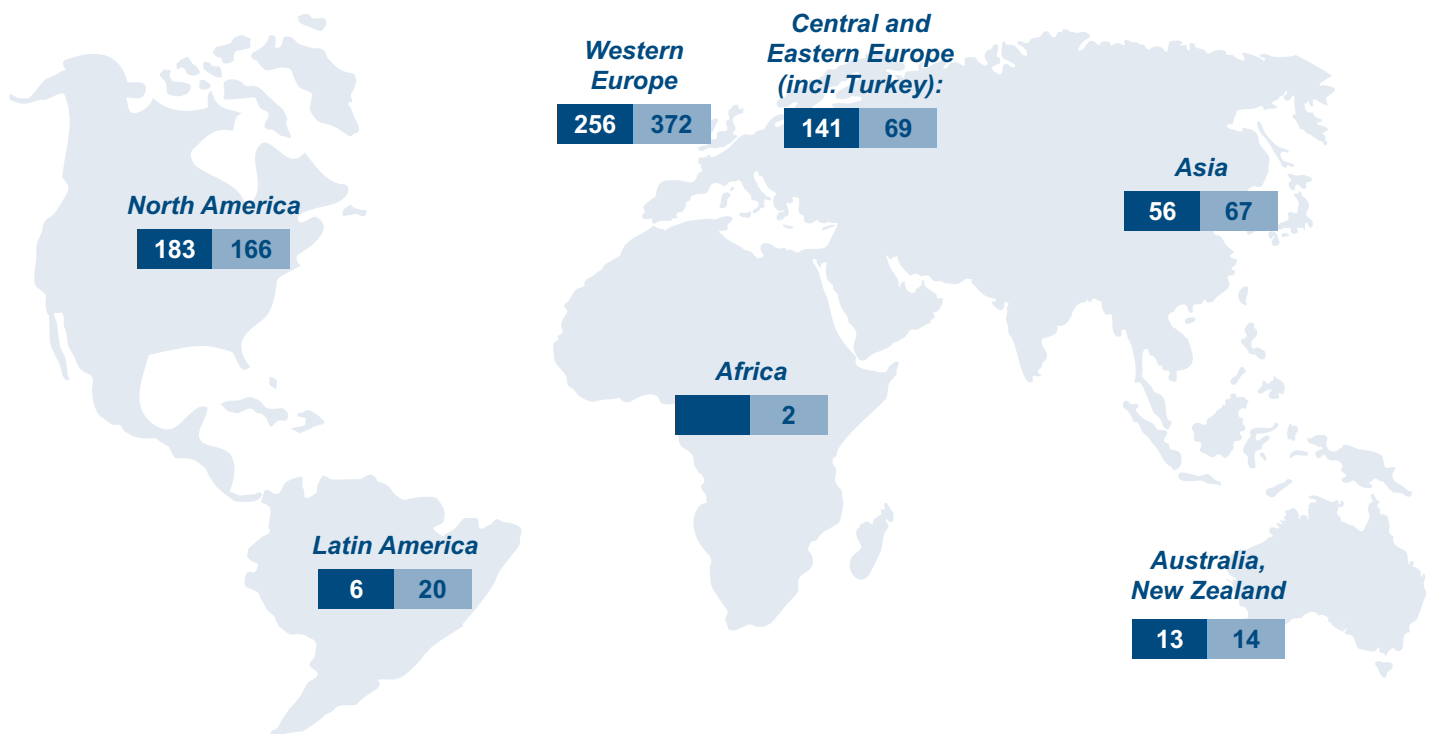 Western
Europe
256 372
Central and
Eastern Europe
(incl. Turkey):
141 69
Asia
56 67
North America
183 166
Africa
2
Latin America
6 20
Australia,
New Zealand
13 14